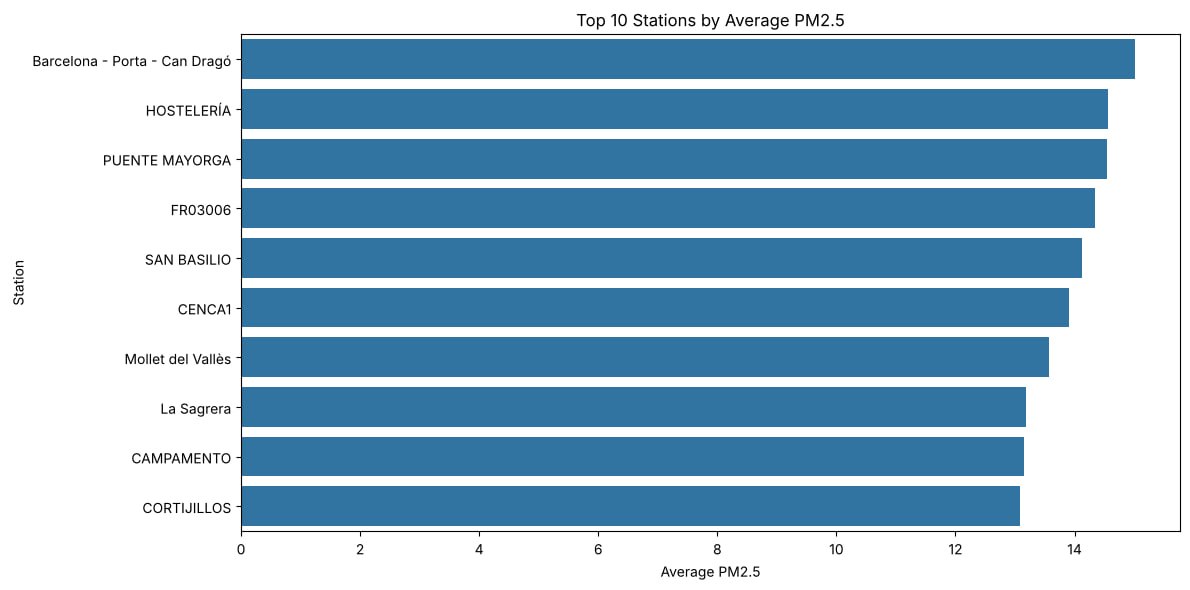 Top 10 Stations by Average PM2.5
Station
Barcelona - Porta - Can Dragó
HOSTELERÍA
PUENTE MAYORGA
FR03006
SAN BASILIO
CENCA1
Mollet del Vallès
La Sagrera
CAMPAMENTO
CORTIJILLOS
0 2 4 6 8 10 12 14
Average PM2.5